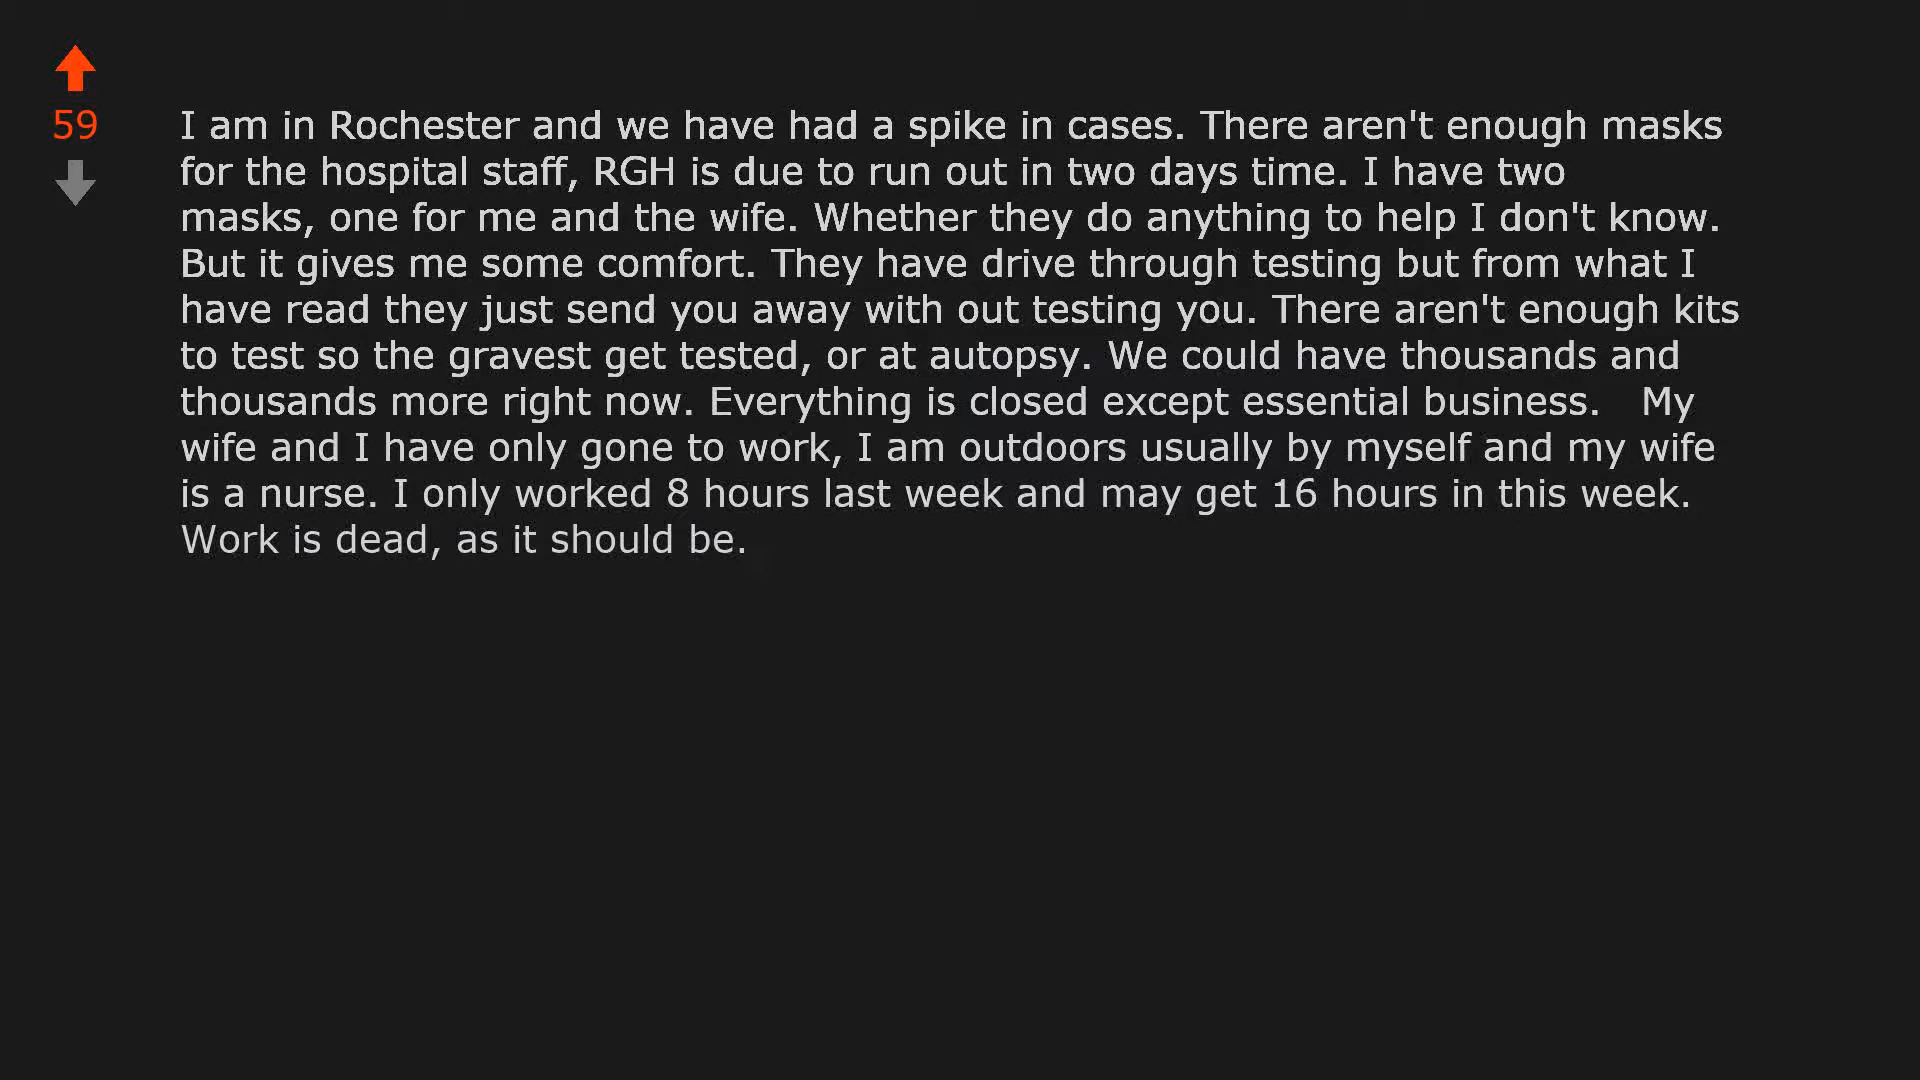 59
I am in Rochester and we have had a spike in cases. There aren't enough masks
for the hospital staff, RGH is due to run out in two days time. I have two
masks, one for me and the wife. Whether they do anything to help I don't know.
But it gives me some comfort. They have drive through testing but from what I
have read they just send you away with out testing you. There aren't enough kits
to test so the gravest get tested, or at autopsy. We could have thousands and
thousands more right now. Everything is closed except essential business.   My
wife and I have only gone to work, I am outdoors usually by myself and my wife
is a nurse. I only worked 8 hours last week and may get 16 hours in this week.
Work is dead, as it should be.